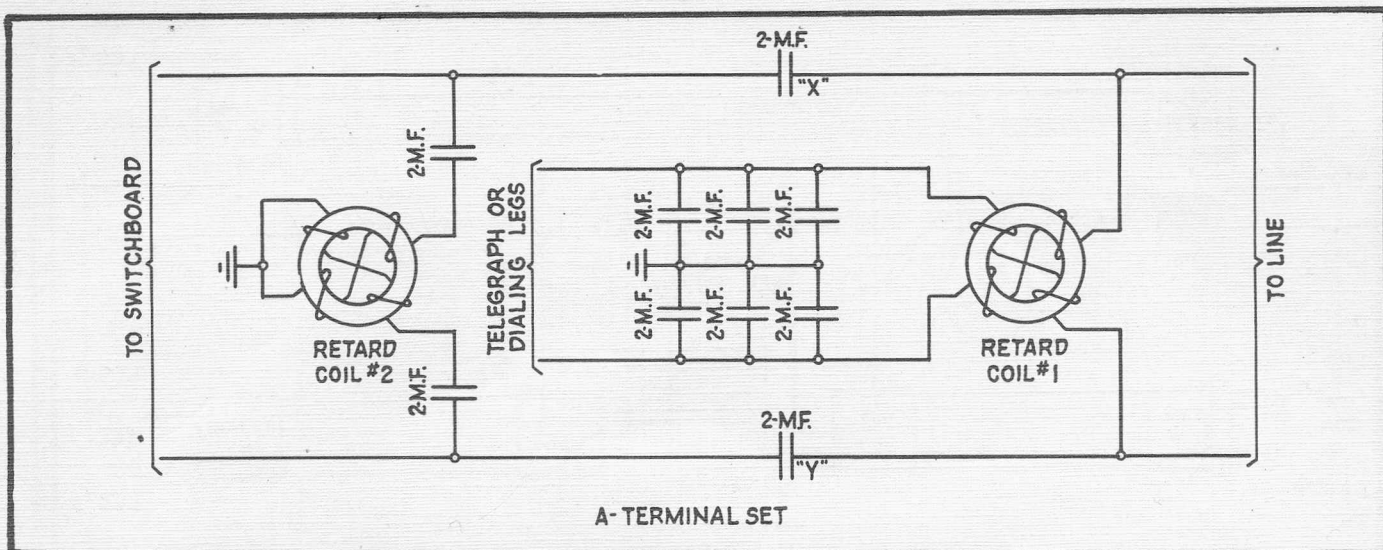 2-M.F.
"X"
TO SWITCHBOARD
2-M.F.
TELEGRAPH OR
DIALING LEGS
2-M.F. 2-M.F. 2-M.F.
2-M.F. 2-M.F. 2-M.F.
TO LINE
RETARD
COIL #2
RETARD
COIL #1
2-M.F.
2-M.F.
"Y"
A-TERMINAL SET